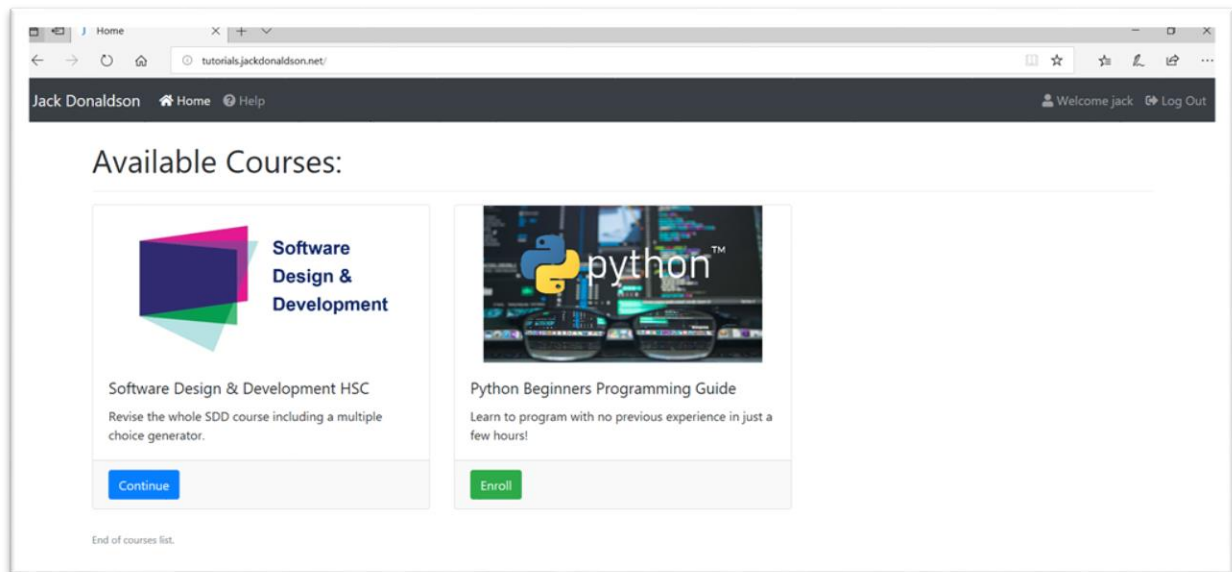 J Home
tutorials.jackdonaldson.net/
Jack Donaldson Home Help Welcome jack Log Out
Available Courses:
Software
Design &
Development
python™
Software Design & Development HSC
Revise the whole SDD course including a multiple
choice generator.
Continue
Python Beginners Programming Guide
Learn to program with no previous experience in just a
few hours!
Enroll
End of courses list.